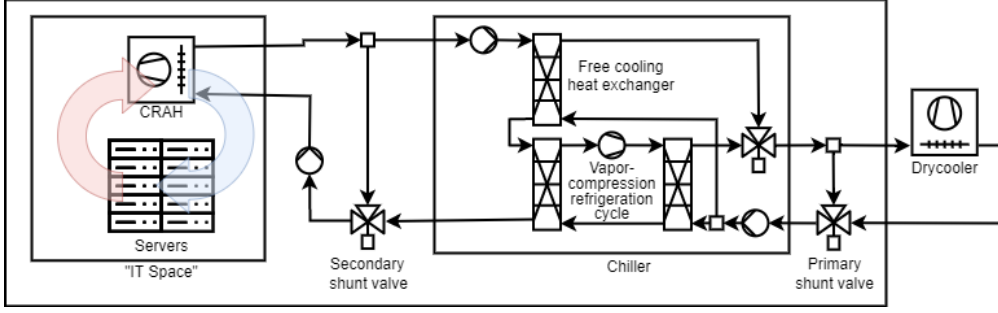 CRAH
Servers
"IT Space"
Secondary
shunt valve
Free cooling
heat exchanger
Vapor-
compression
refrigeration
cycle
Chiller
Primary
shunt valve
Drycooler